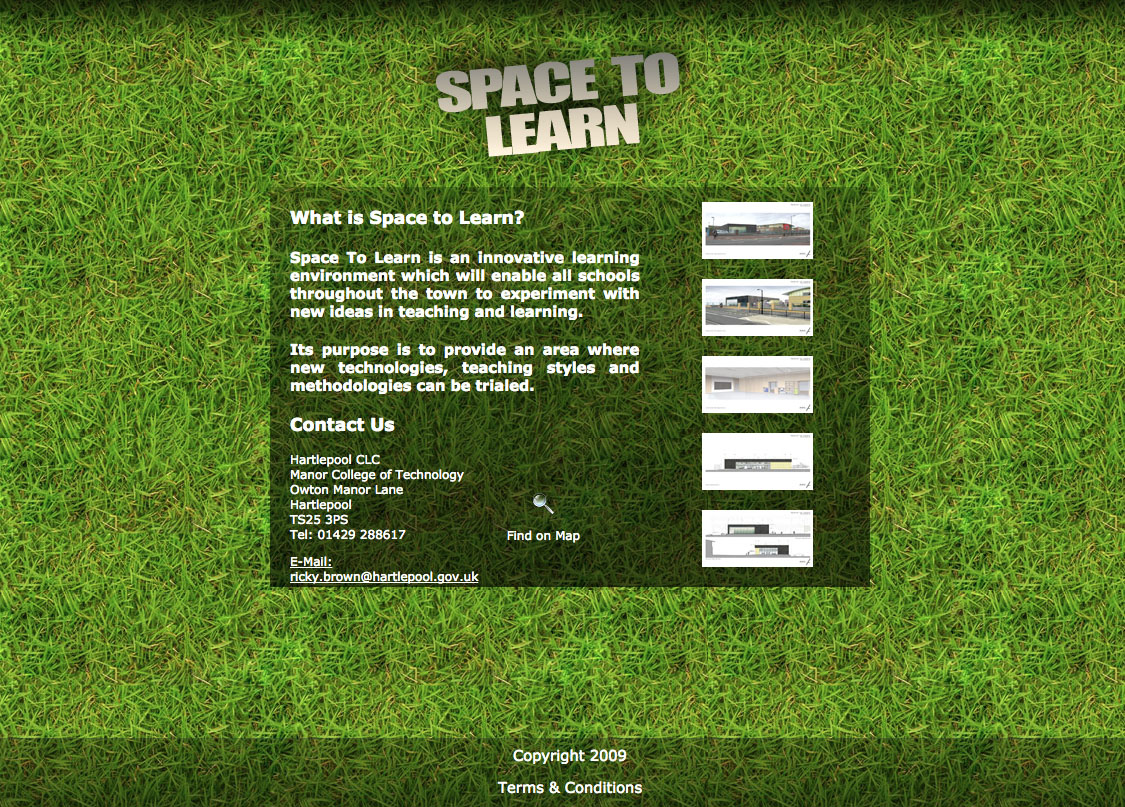 SPACE TO
LEARN
What is Space to Learn?
Space To Learn is an innovative learning
environment which will enable all schools
throughout the town to experiment with
new ideas in teaching and learning.
Its purpose is to provide an area where
new technologies, teaching styles and
methodologies can be trialed.
Contact Us
Hartlepool CLC
Manor College of Technology
Owton Manor Lane
Hartlepool
TS25 3PS
Tel: 01429 288617
E-Mail:
ricky.brown@hartlepool.gov.uk
Find on Map
Copyright 2009
Terms & Conditions